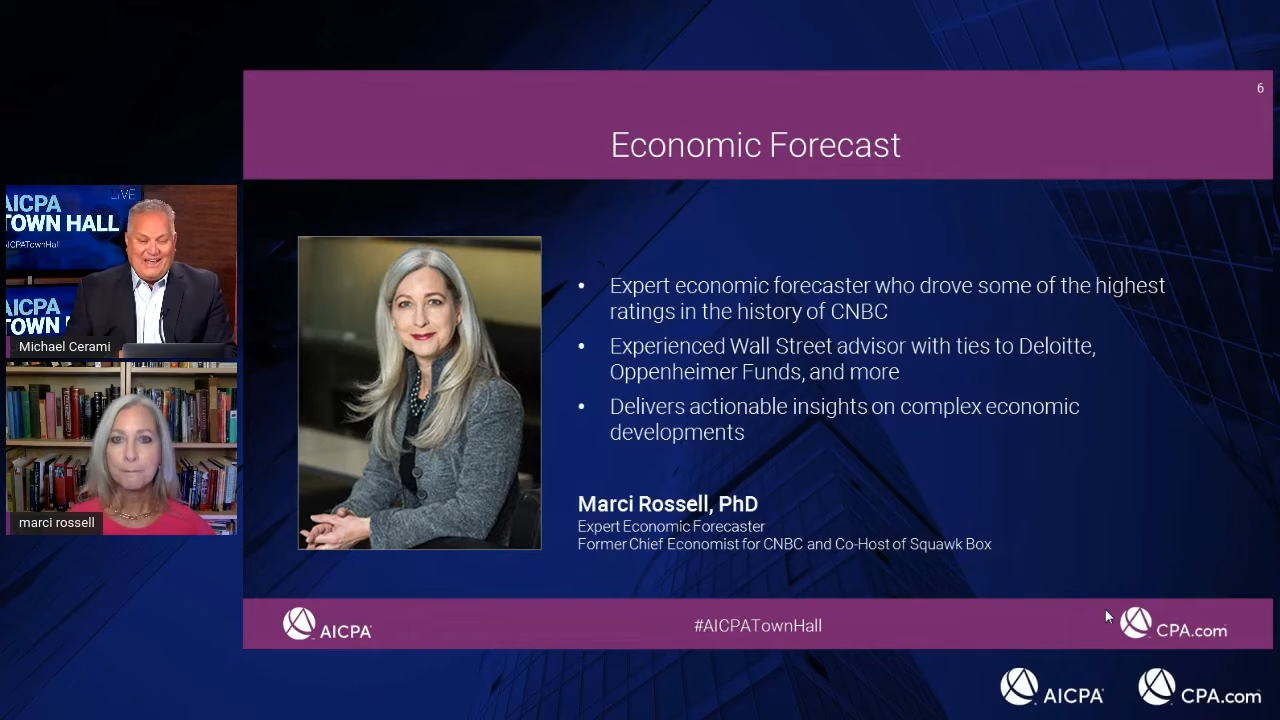 6
Economic Forecast
LIVE
AICPA
TOWN HALL
AICPATownHall
AICPA
TOWN
Michael Cerami
marci rossell
• Expert economic forecaster who drove some of the highest
ratings in the history of CNBC
• Experienced Wall Street advisor with ties to Deloitte,
Oppenheimer Funds, and more
• Delivers actionable insights on complex economic
developments
Marci Rossell, PhD
Expert Economic Forecaster
Former Chief Economist for CNBC and Co-Host of Squawk Box
AICPA
#AICPATownHall
CPA.com
AICPA
CPA.com